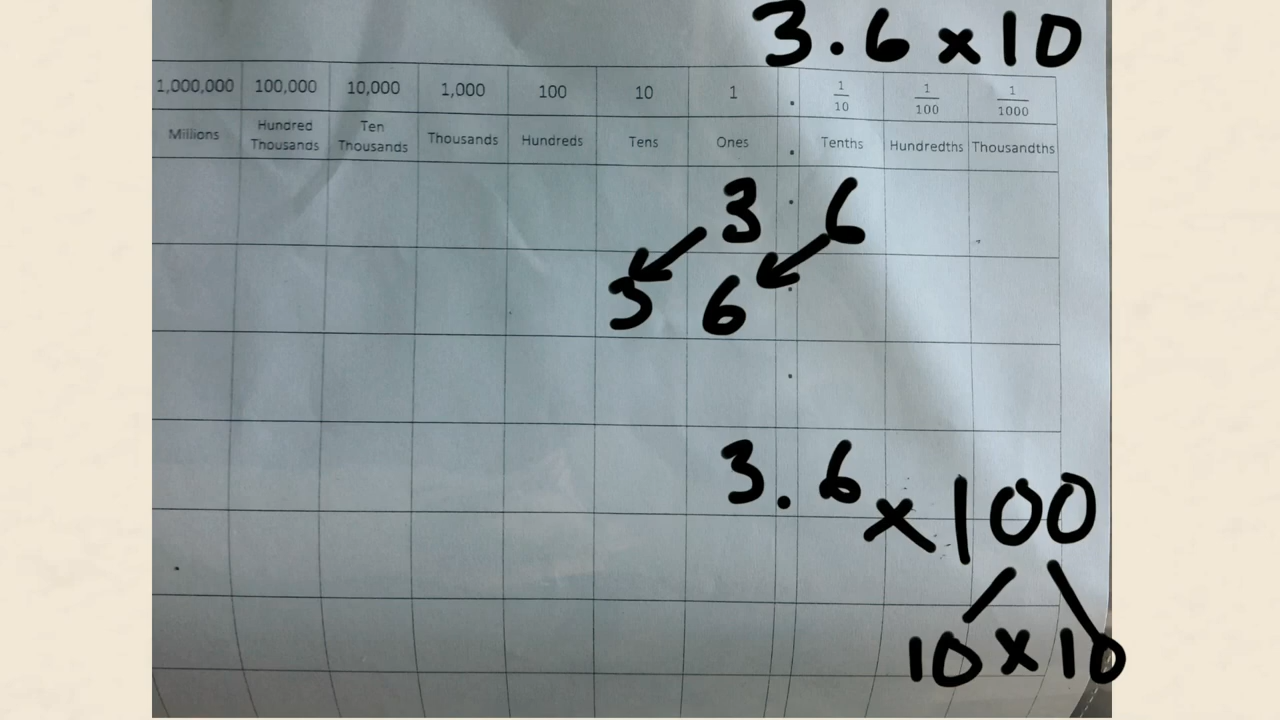 3.6 x 10
1,000,000 100,000 10,000 1,000 100 10 1 . 1/10 1/100 1/1000
Millions Hundred Thousands Ten Thousands Thousands Hundreds Tens Ones . Tenths Hundredths Thousandths
3 . 6
3 6 .
.
3.6 x 100
10 x 10